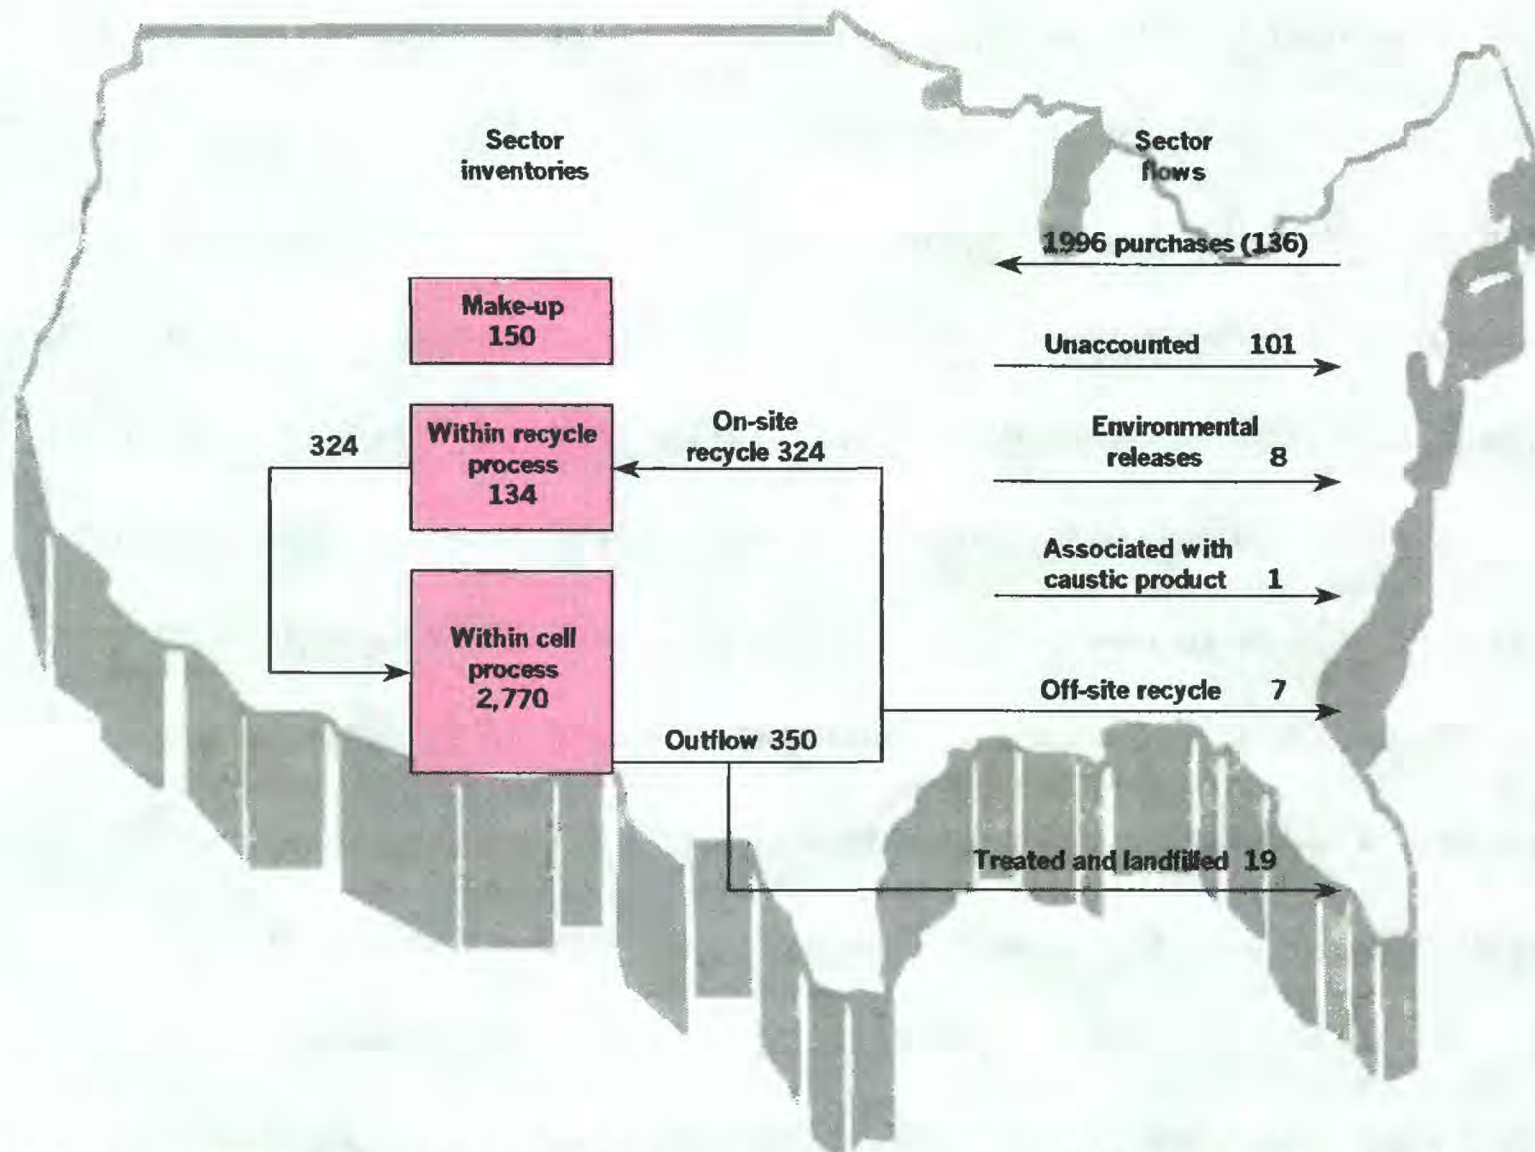 Sector
inventories
Make-up
150
324
Within recycle
process
134
On-site
recycle 324
Within cell
process
2,770
Outflow 350
Sector
flows
1996 purchases (136)
Unaccounted 101
Environmental
releases 8
Associated with
caustic product 1
Off-site recycle 7
Treated and landfilled 19